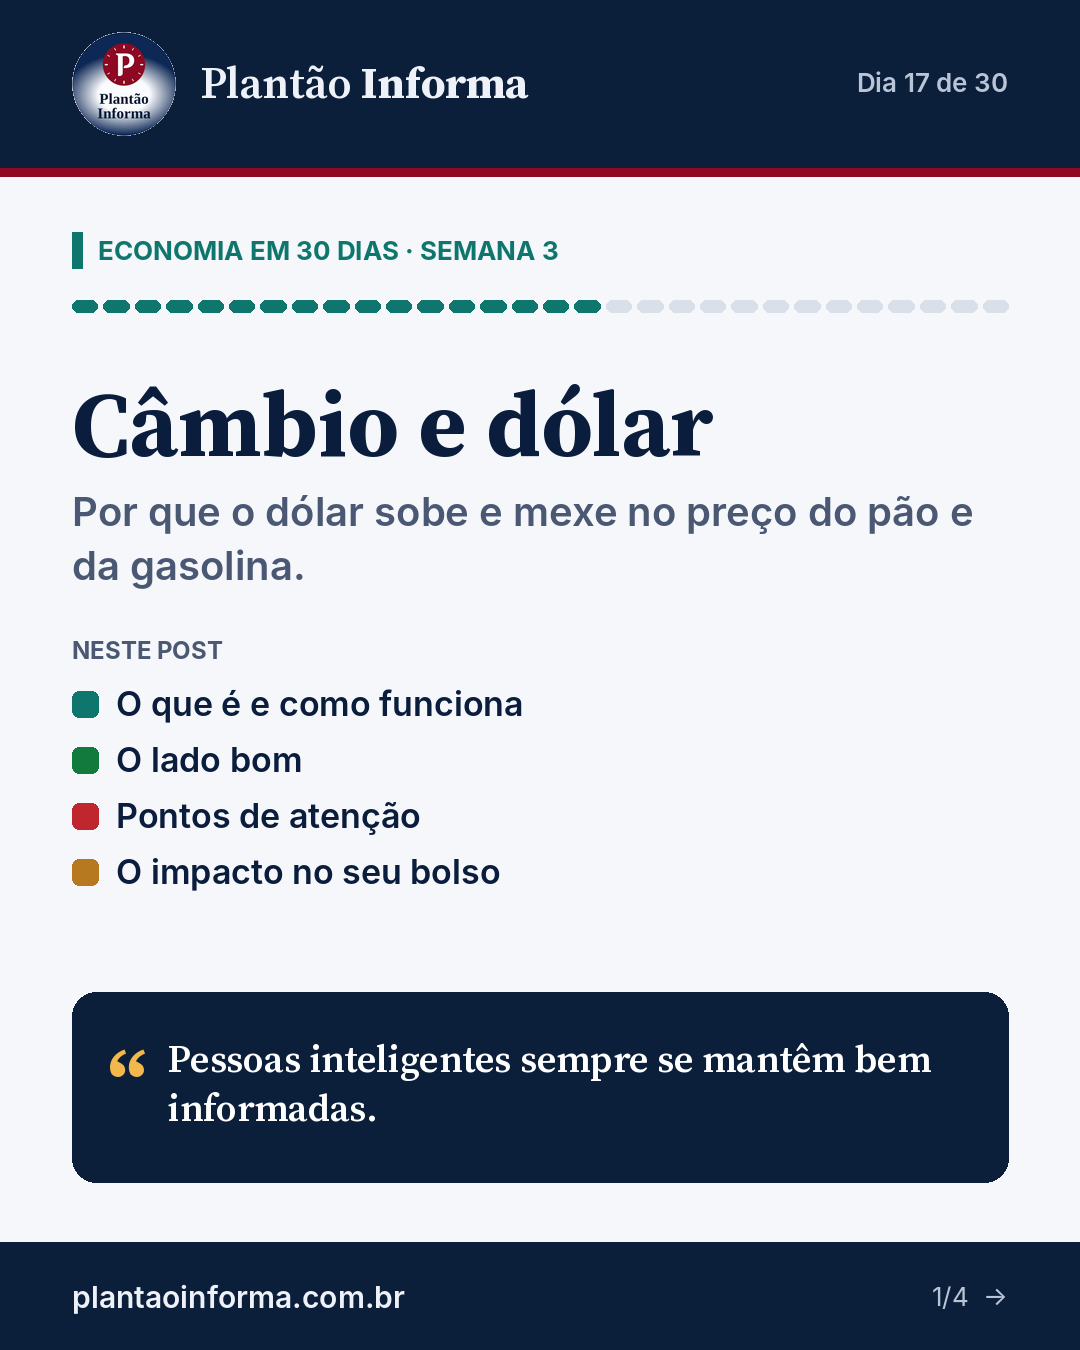 P
Plantão
Informa
Plantão Informa
Dia 17 de 30
ECONOMIA EM 30 DIAS · SEMANA 3
Câmbio e dólar
Por que o dólar sobe e mexe no preço do pão e
da gasolina.
NESTE POST
O que é e como funciona
O lado bom
Pontos de atenção
O impacto no seu bolso
“ Pessoas inteligentes sempre se mantêm bem
informadas.
plantaoinforma.com.br
1/4 →